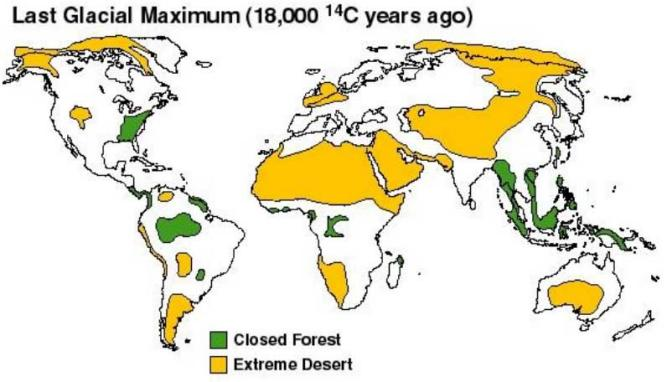 Last Glacial Maximum (18,000 ¹⁴C years ago)
Closed Forest
Extreme Desert